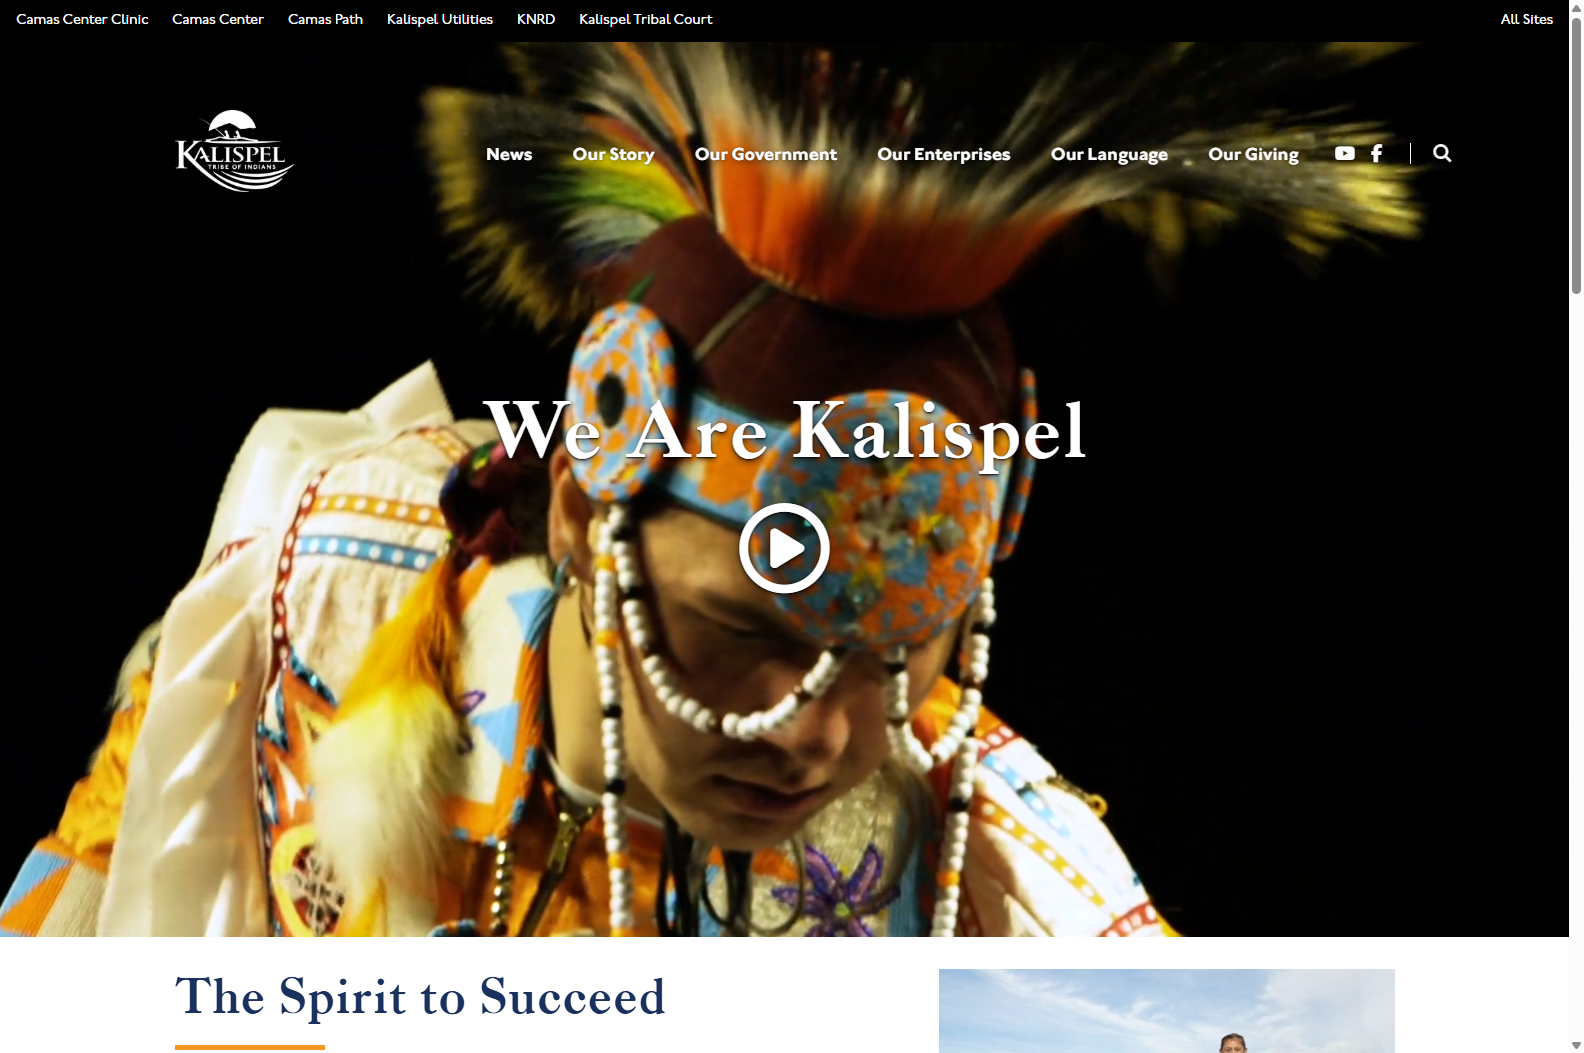 Camas Center Clinic Camas Center Camas Path Kalispel Utilities KNRD Kalispel Tribal Court All Sites
KALISPEL
TRIBE OF INDIANS
News Our Story Our Government Our Enterprises Our Language Our Giving
We Are Kalispel
The Spirit to Succeed